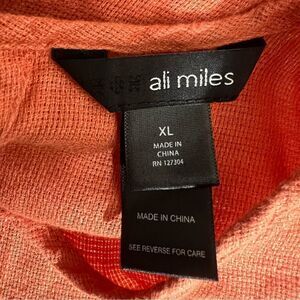 ali miles
XL
MADE IN
CHINA
RN 127304
MADE IN CHINA
SEE REVERSE FOR CARE